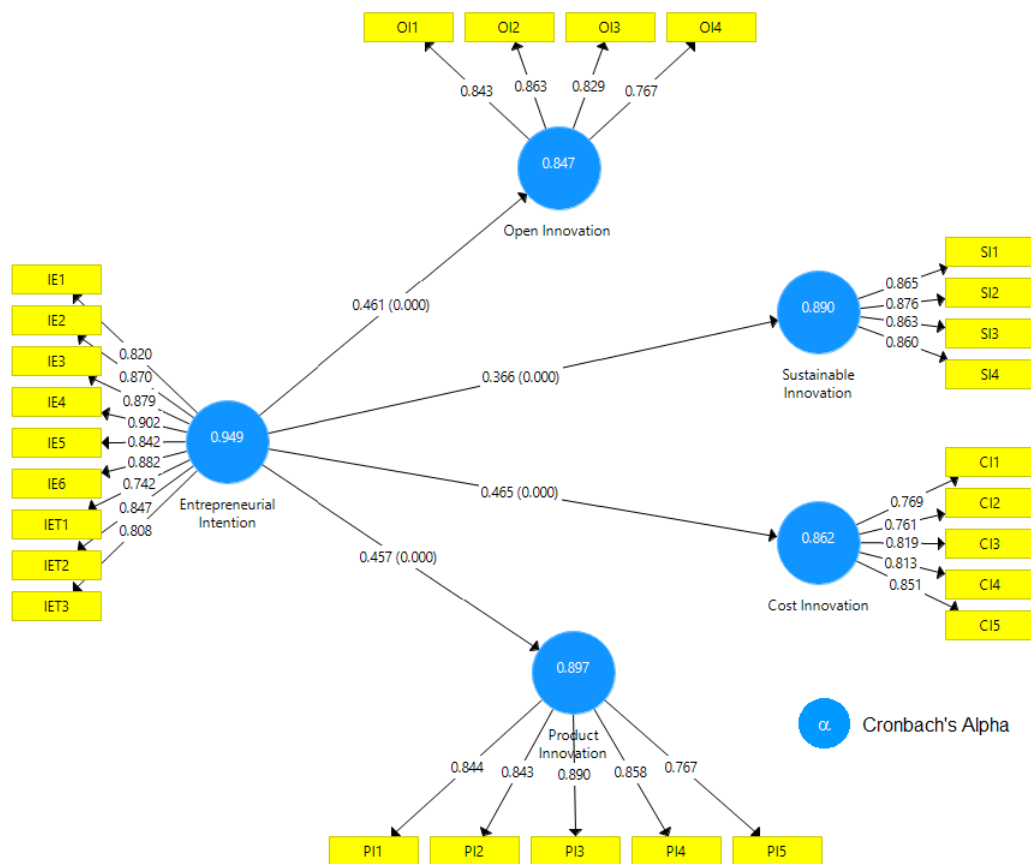 OI1
OI2
OI3
OI4
0.843
0.863
0.829
0.767
0.847
Open Innovation
IE1
IE2
IE3
IE4
IE5
IE6
IET1
IET2
IET3
0.820
0.870
0.879
0.902
0.842
0.882
0.742
0.847
0.808
0.949
Entrepreneurial
Intention
0.461 (0.000)
0.366 (0.000)
0.465 (0.000)
0.457 (0.000)
0.890
Sustainable
Innovation
0.865
0.876
0.863
0.860
SI1
SI2
SI3
SI4
0.862
Cost Innovation
0.769
0.761
0.819
0.813
0.851
CI1
CI2
CI3
CI4
CI5
0.897
Product
Innovation
0.844
0.843
0.890
0.858
0.767
PI1
PI2
PI3
PI4
PI5
α
Cronbach's Alpha